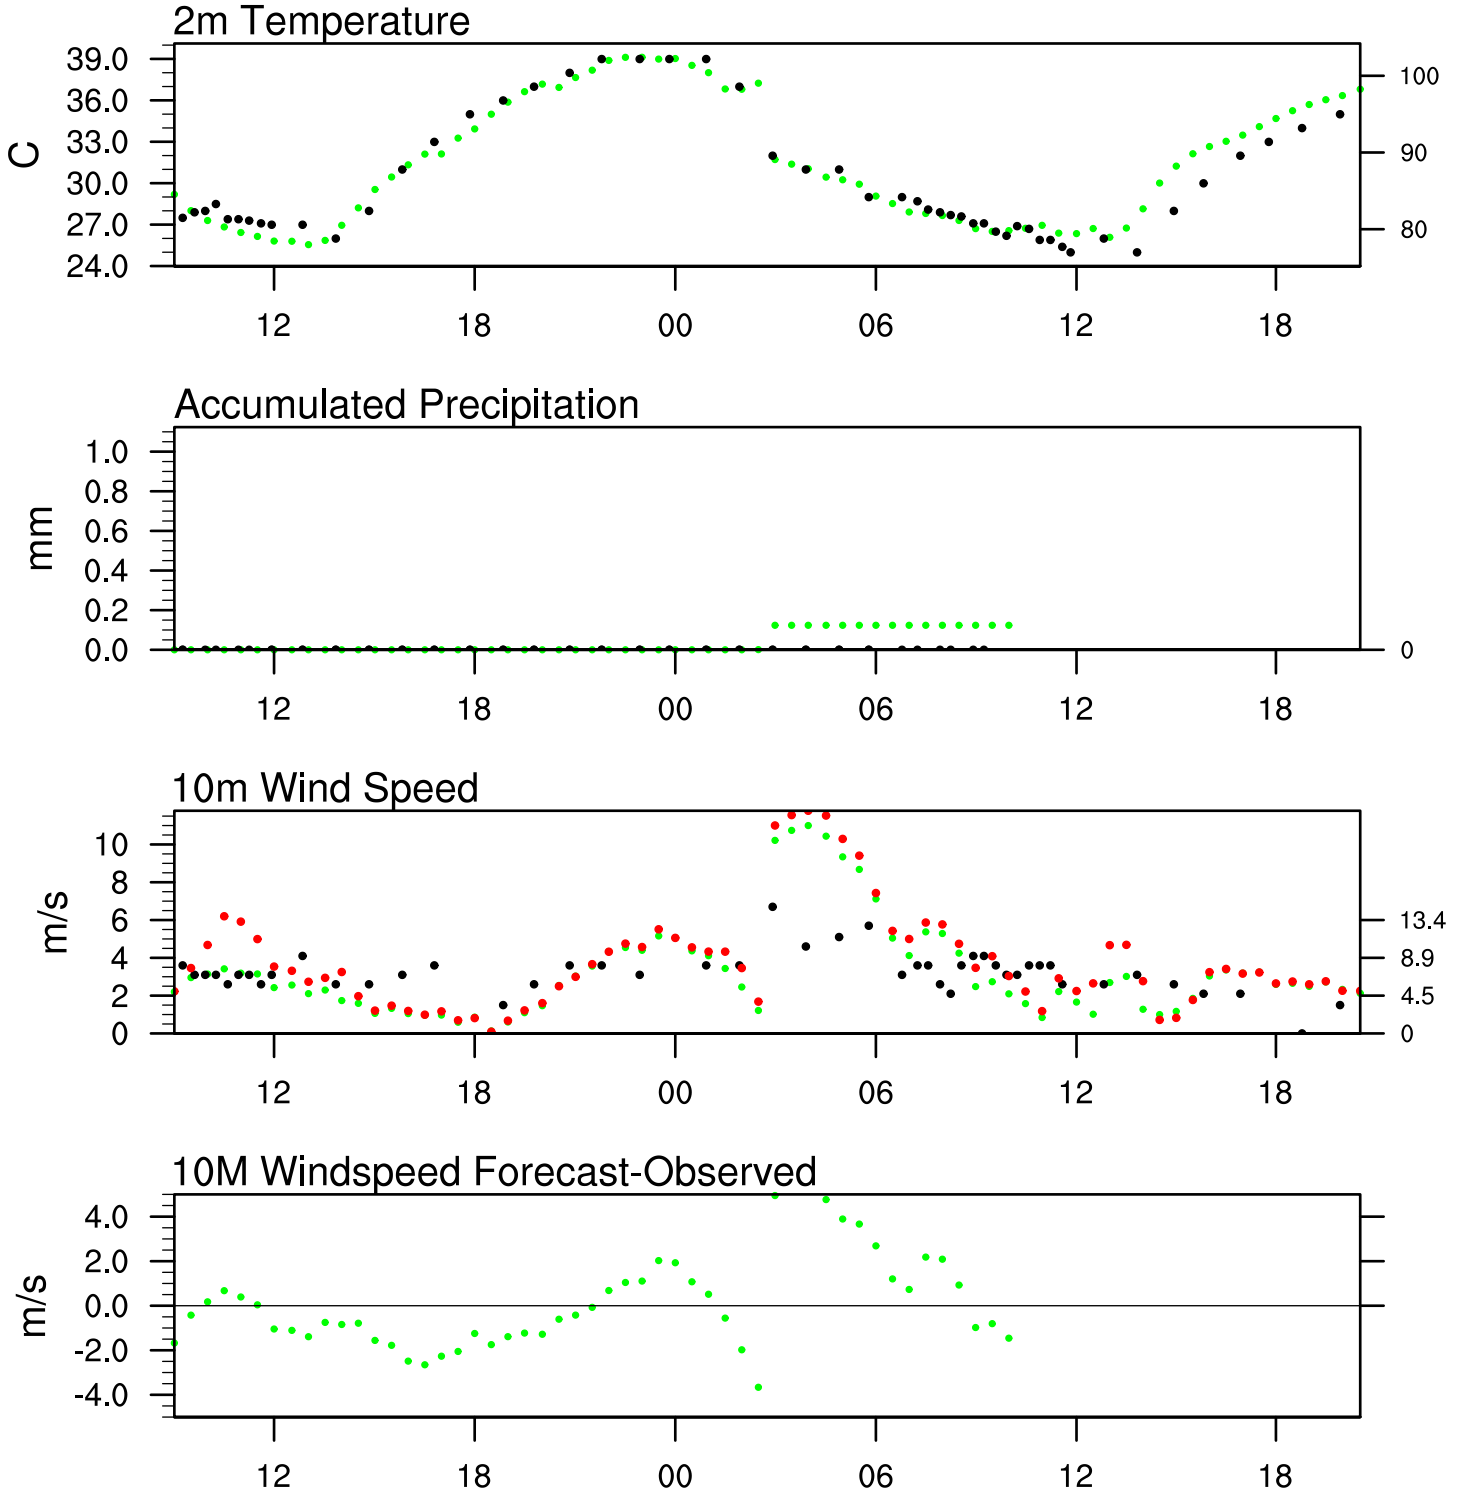 2m Temperature
39.0
36.0
33.0
30.0
27.0
24.0
C
100
90
80
12 18 00 06 12 18
Accumulated Precipitation
1.0
0.8
0.6
0.4
0.2
0.0
mm
0
12 18 00 06 12 18
10m Wind Speed
10
8
6
4
2
0
m/s
13.4
8.9
4.5
0
12 18 00 06 12 18
10M Windspeed Forecast-Observed
4.0
2.0
0.0
-2.0
-4.0
m/s
12 18 00 06 12 18